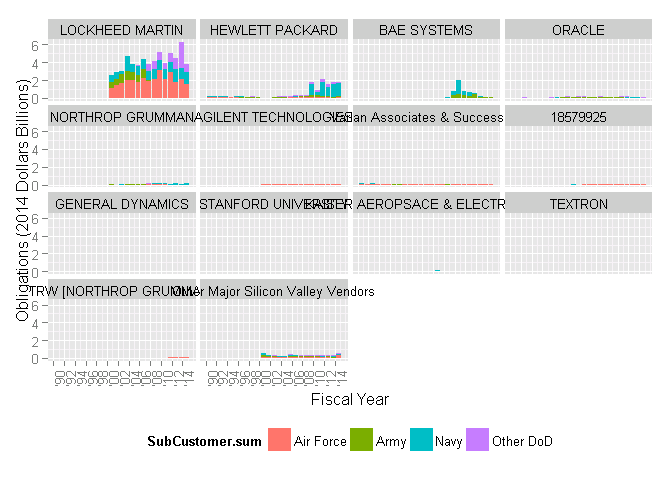 LOCKHEED MARTIN HEWLETT PACKARD BAE SYSTEMS ORACLE
6
4
2
0
NORTHROP GRUMMAN AGILENT TECHNOLOGIES Varian Associates & Success 18579925
6
4
2
0
GENERAL DYNAMICS STANFORD UNIVERSITY AEROPSACE & ELECTR TEXTRON
6
4
2
0
TRW [NORTHROP GRUMMA Other Major Silicon Valley Vendors
6
4
2
0
Obligations (2014 Dollars Billions)
'90 '92 '94 '96 '98 '00 '02 '04 '06 '08 '10 '12 '14 '90 '92 '94 '96 '98 '00 '02 '04 '06 '08 '10 '12 '14
Fiscal Year
SubCustomer.sum Air Force Army Navy Other DoD